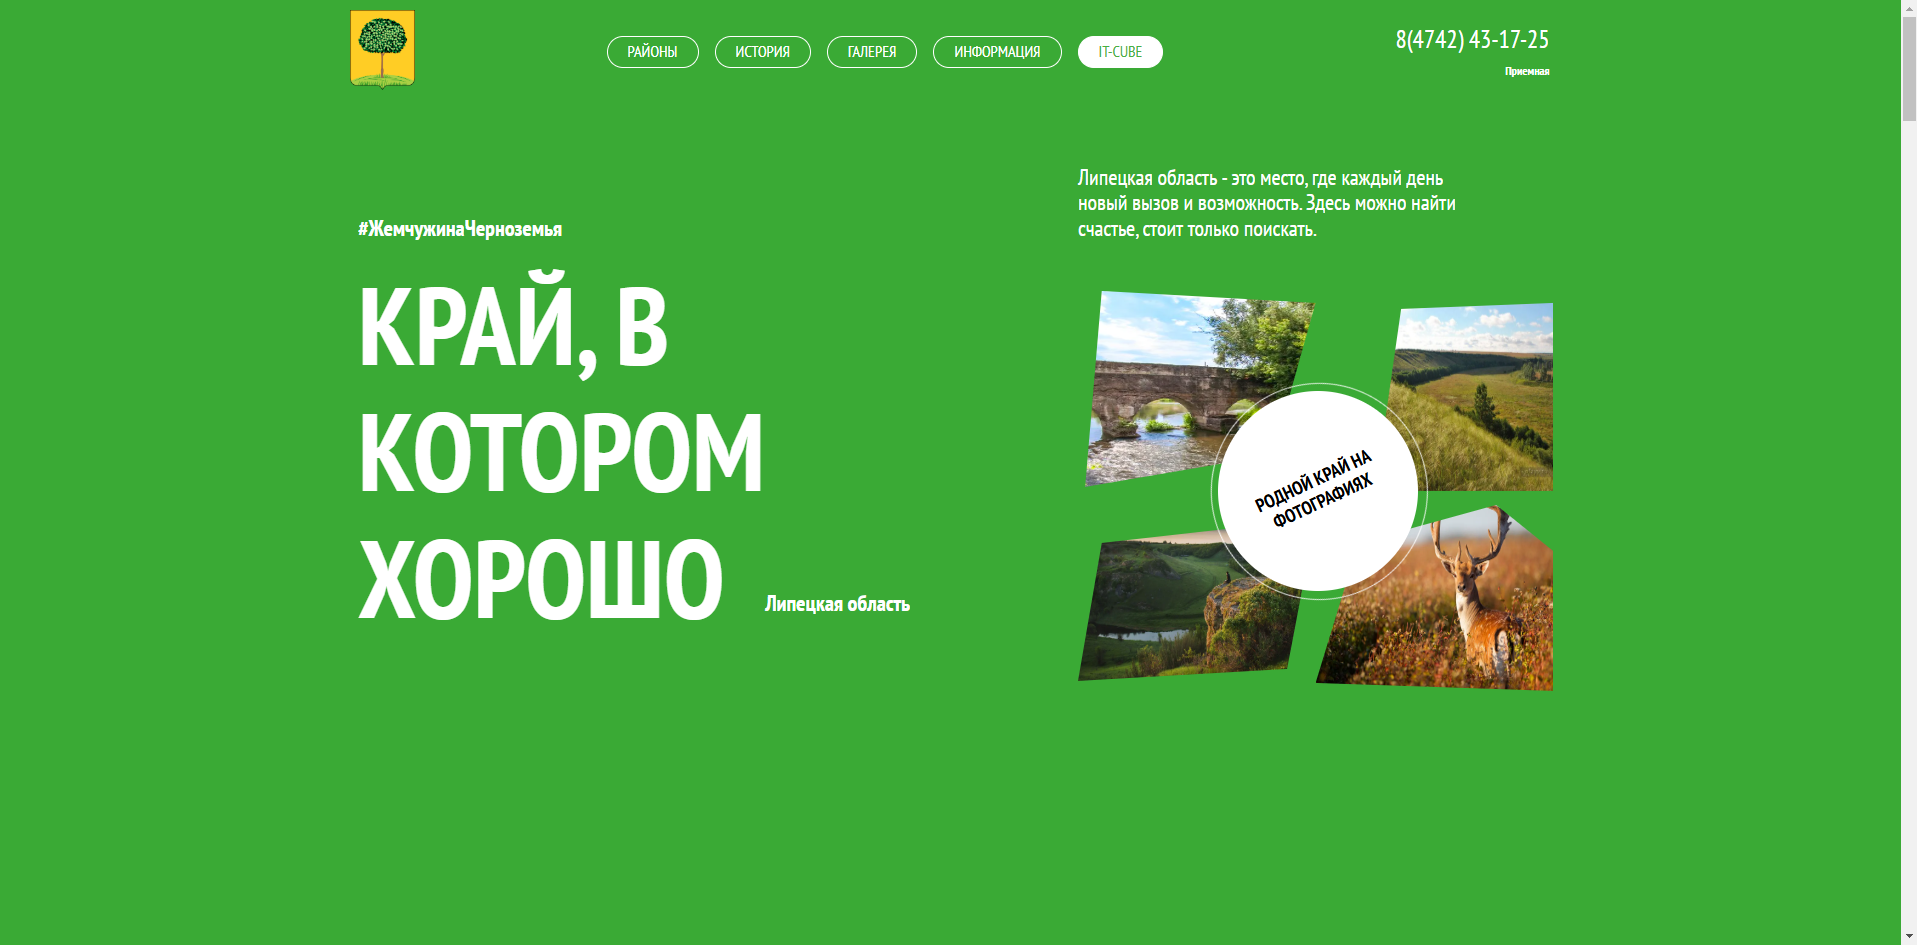 РАЙОНЫ
ИСТОРИЯ
ГАЛЕРЕЯ
ИНФОРМАЦИЯ
IT-CUBE
8(4742) 43-17-25
Приемная
#ЖемчужинаЧерноземья
КРАЙ, В
КОТОРОМ
ХОРОШО
Липецкая область
Липецкая область - это место, где каждый день
новый вызов и возможность. Здесь можно найти
счастье, стоит только поискать.
РОДНОЙ КРАЙ НА
ФОТОГРАФИЯХ